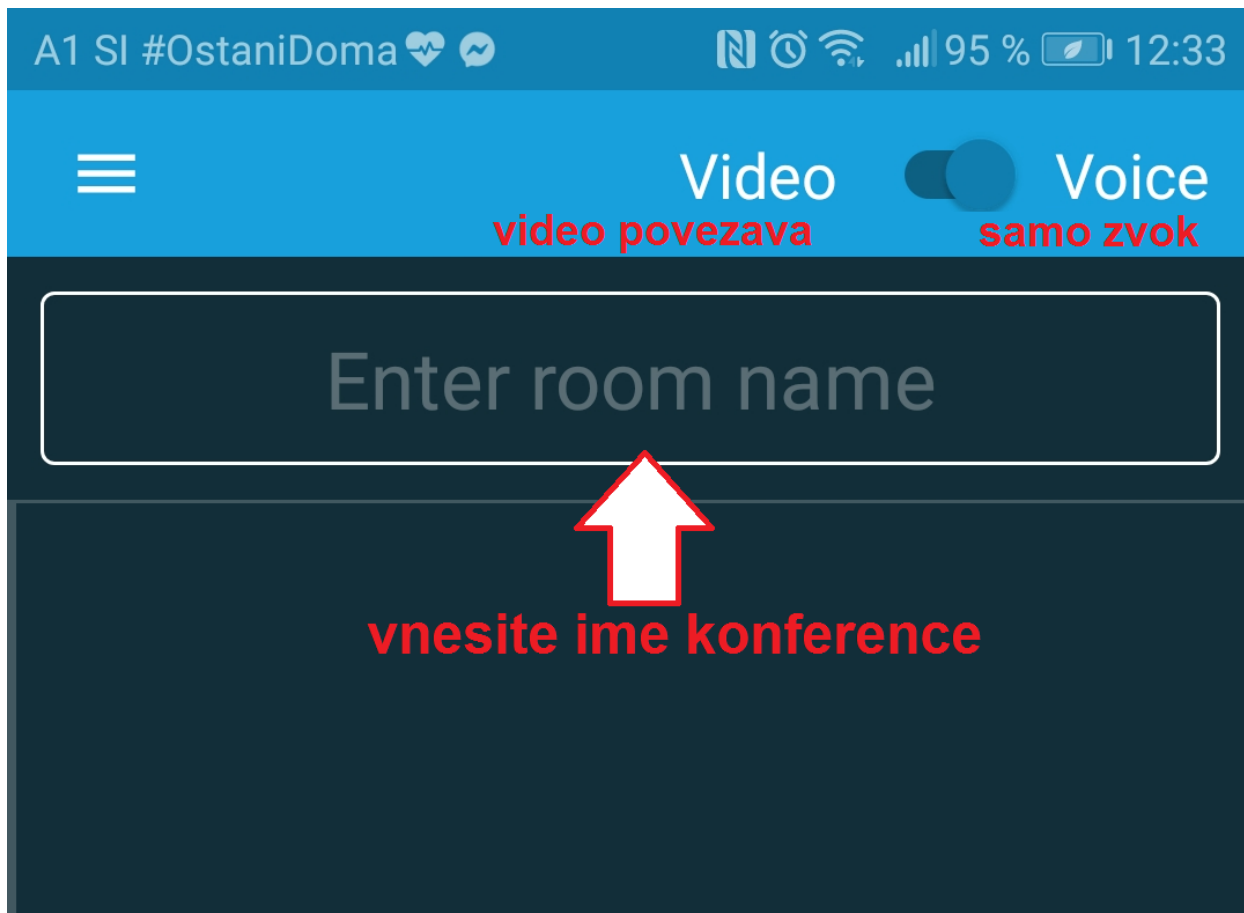 A1 SI #OstaniDoma 95 % 12:33
Video Voice
video povezava samo zvok
Enter room name
vnesite ime konference